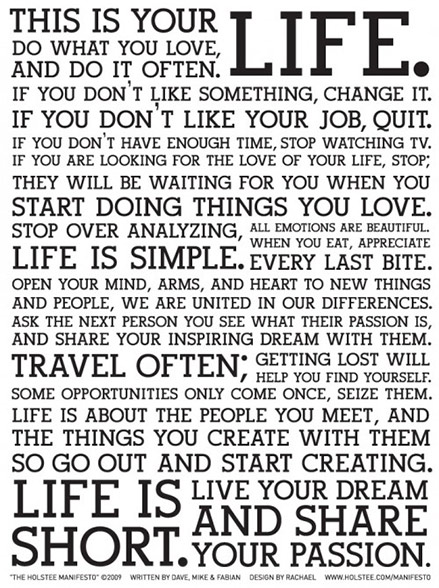 THIS IS YOUR LIFE.
DO WHAT YOU LOVE,
AND DO IT OFTEN.
IF YOU DON'T LIKE SOMETHING, CHANGE IT.
IF YOU DON'T LIKE YOUR JOB, QUIT.
IF YOU DON'T HAVE ENOUGH TIME, STOP WATCHING TV.
IF YOU ARE LOOKING FOR THE LOVE OF YOUR LIFE, STOP;
THEY WILL BE WAITING FOR YOU WHEN YOU
START DOING THINGS YOU LOVE.
STOP OVER ANALYZING,
LIFE IS SIMPLE.
ALL EMOTIONS ARE BEAUTIFUL.
WHEN YOU EAT, APPRECIATE
EVERY LAST BITE.
OPEN YOUR MIND, ARMS, AND HEART TO NEW THINGS
AND PEOPLE, WE ARE UNITED IN OUR DIFFERENCES.
ASK THE NEXT PERSON YOU SEE WHAT THEIR PASSION IS,
AND SHARE YOUR INSPIRING DREAM WITH THEM.
TRAVEL OFTEN;
GETTING LOST WILL
HELP YOU FIND YOURSELF.
SOME OPPORTUNITIES ONLY COME ONCE, SEIZE THEM.
LIFE IS ABOUT THE PEOPLE YOU MEET, AND
THE THINGS YOU CREATE WITH THEM
SO GO OUT AND START CREATING.
LIFE IS
SHORT.
LIVE YOUR DREAM
AND SHARE
YOUR PASSION.
"THE HOLSTEE MANIFESTO" ©2009 WRITTEN BY DAVE, MIKE & FABIAN DESIGN BY RACHAEL WWW.HOLSTEE.COM/MANIFESTO